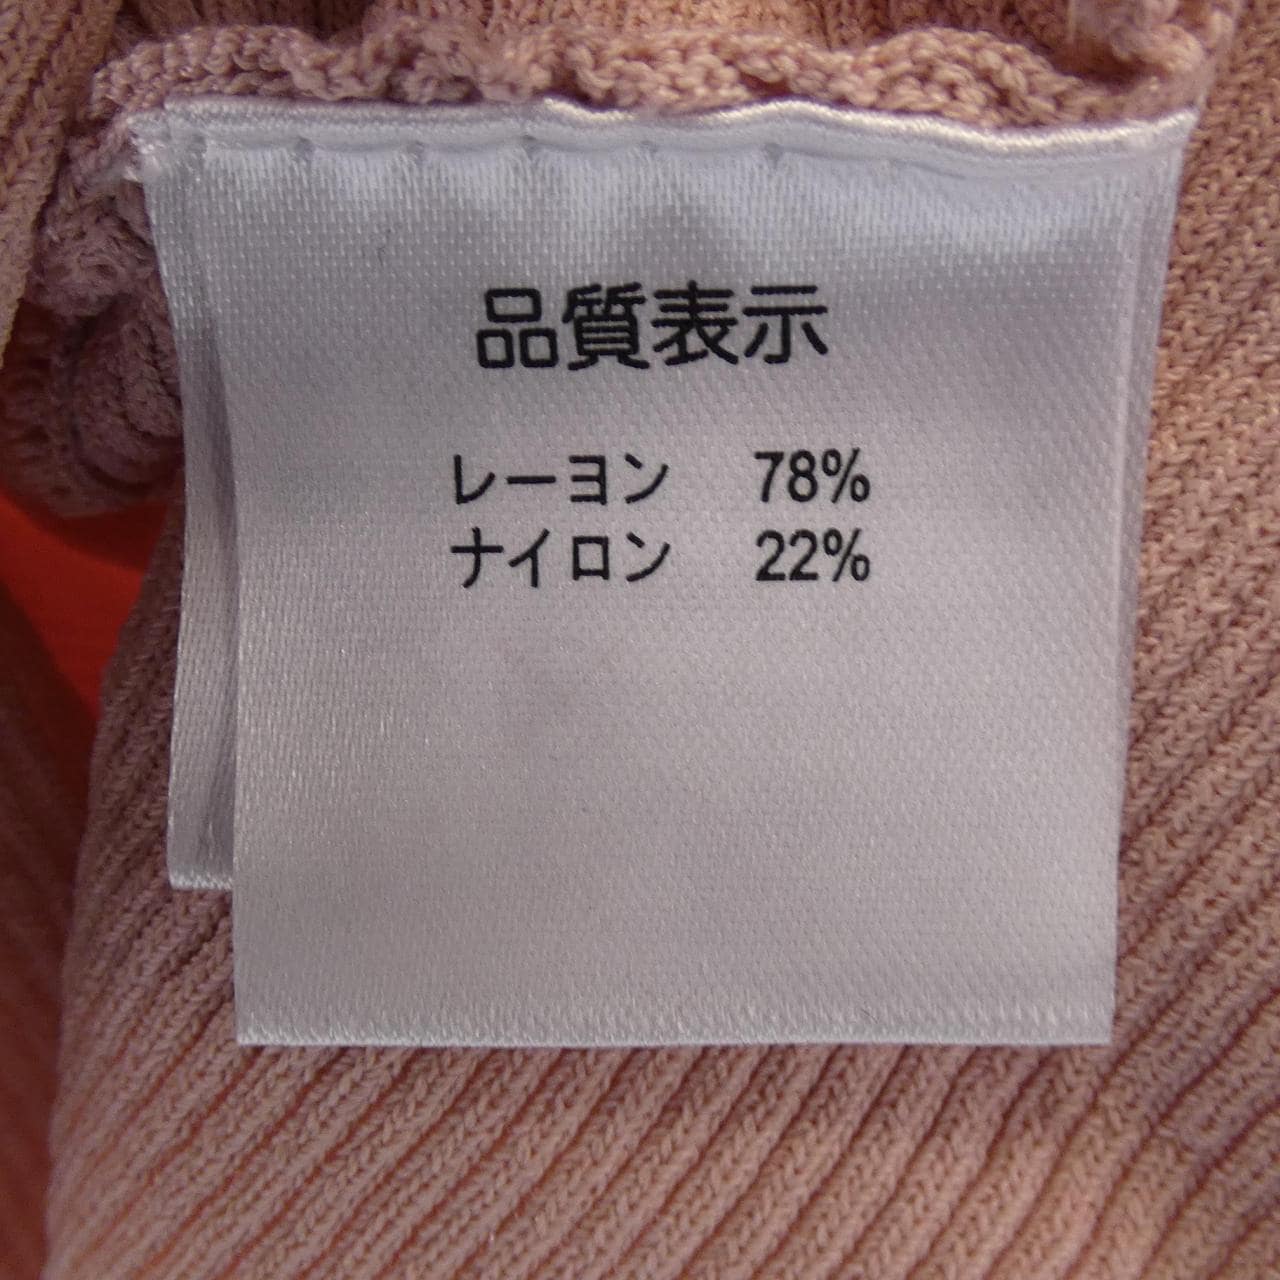 品質表示
レーヨン 78%
ナイロン 22%